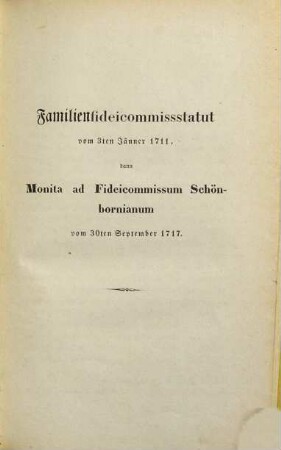 Familienfideicommissstatut
vom 3ten Jänner 1711.
dann
Monita ad Fideicommissum Schön-
bornianum
vom 30ten September 1717.